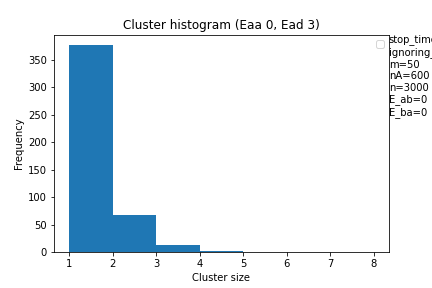 Cluster histogram (Eaa 0, Ead 3)
stop_time
ignoring_
m=50
nA=600
n=3000
E_ab=0
E_ba=0
350
300
250
200
150
100
50
0
Frequency
1 2 3 4 5 6 7 8
Cluster size